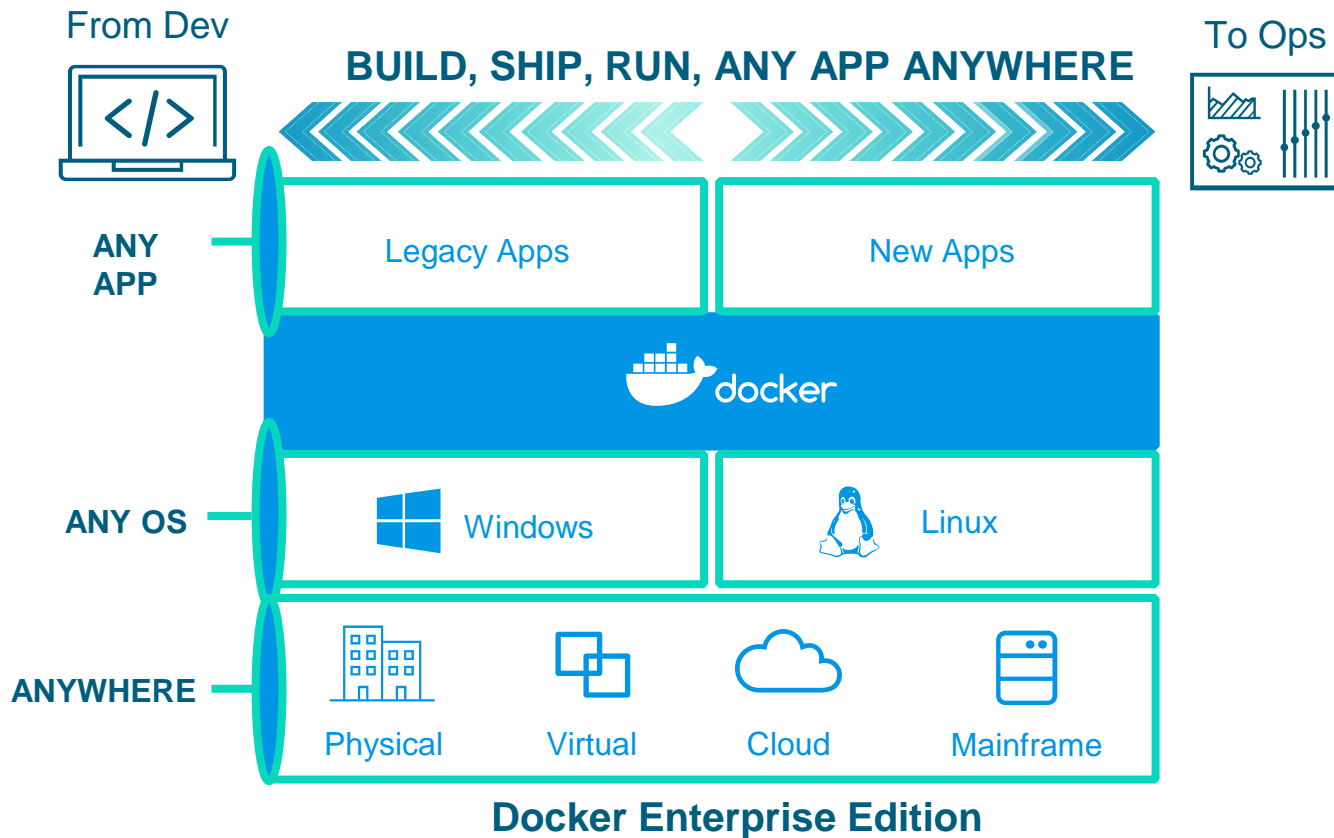 From Dev
To Ops
BUILD, SHIP, RUN, ANY APP ANYWHERE
</>
ANY
APP
Legacy Apps
New Apps
docker
ANY OS
Windows
Linux
ANYWHERE
Physical
Virtual
Cloud
Mainframe
Docker Enterprise Edition